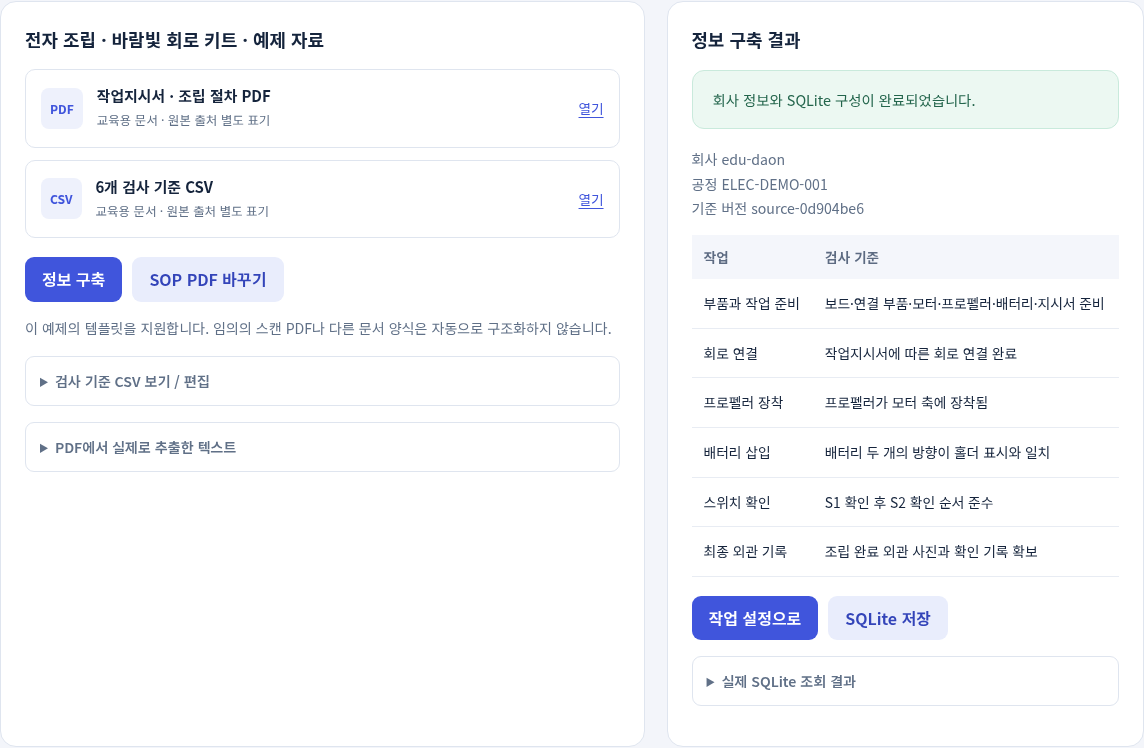 전자 조립 · 바람빛 회로 키트 · 예제 자료
PDF
작업지시서 · 조립 절차 PDF
교육용 문서 · 원본 출처 별도 표기
열기
CSV
6개 검사 기준 CSV
교육용 문서 · 원본 출처 별도 표기
열기
정보 구축
SOP PDF 바꾸기
이 예제의 템플릿을 지원합니다. 임의의 스캔 PDF나 다른 문서 양식은 자동으로 구조화하지 않습니다.
▶ 검사 기준 CSV 보기 / 편집
▶ PDF에서 실제로 추출한 텍스트
정보 구축 결과
회사 정보와 SQLite 구성이 완료되었습니다.
회사 edu-daon
공정 ELEC-DEMO-001
기준 버전 source-0d904be6
작업 검사 기준
부품과 작업 준비 보드·연결 부품·모터·프로펠러·배터리·지시서 준비
회로 연결 작업지시서에 따른 회로 연결 완료
프로펠러 장착 프로펠러가 모터 축에 장착됨
배터리 삽입 배터리 두 개의 방향이 홀더 표시와 일치
스위치 확인 S1 확인 후 S2 확인 순서 준수
최종 외관 기록 조립 완료 외관 사진과 확인 기록 확보
작업 설정으로
SQLite 저장
▶ 실제 SQLite 조회 결과